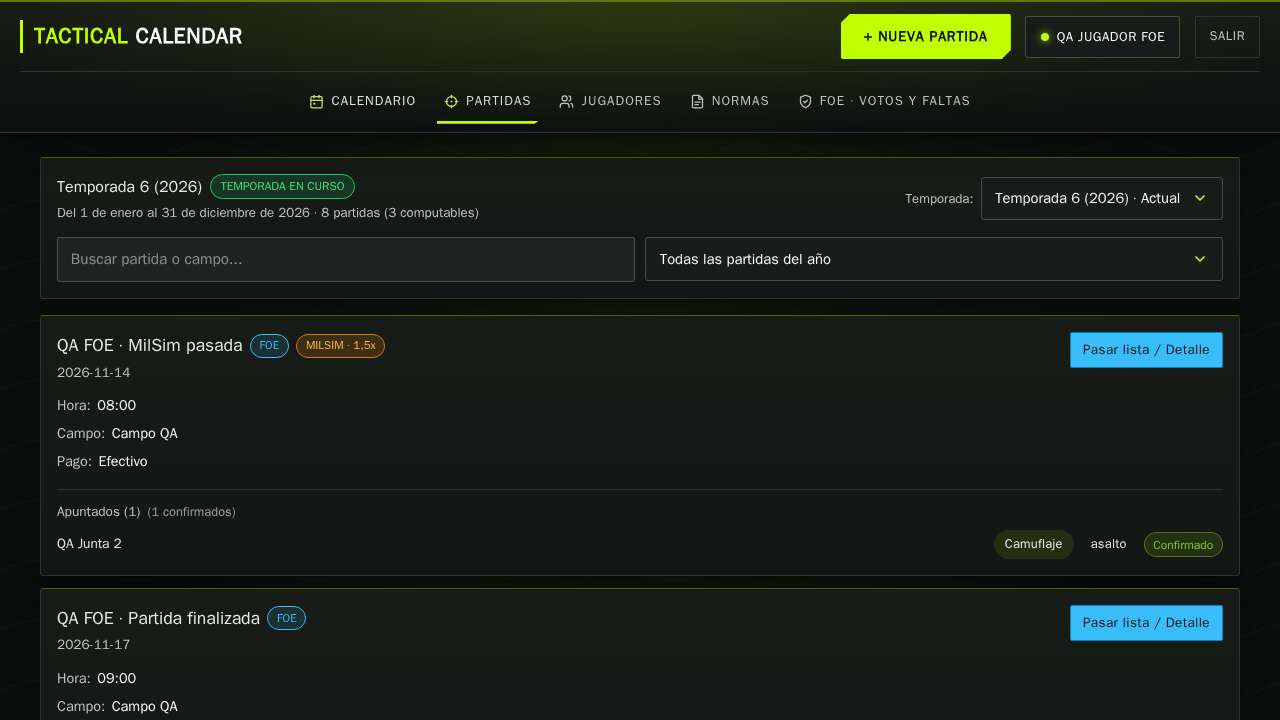 TACTICAL CALENDAR
+ NUEVA PARTIDA
QA JUGADOR FOE
SALIR
CALENDARIO
PARTIDAS
JUGADORES
NORMAS
FOE · VOTOS Y FALTAS
Temporada 6 (2026)
TEMPORADA EN CURSO
Del 1 de enero al 31 de diciembre de 2026 · 8 partidas (3 computables)
Temporada:
Temporada 6 (2026) · Actual
Buscar partida o campo...
Todas las partidas del año
QA FOE · MilSim pasada
FOE
MILSIM · 1,5x
Pasar lista / Detalle
2026-11-14
Hora: 08:00
Campo: Campo QA
Pago: Efectivo
Apuntados (1) (1 confirmados)
QA Junta 2
Camuflaje
asalto
Confirmado
QA FOE · Partida finalizada
FOE
Pasar lista / Detalle
2026-11-17
Hora: 09:00
Campo: Campo QA